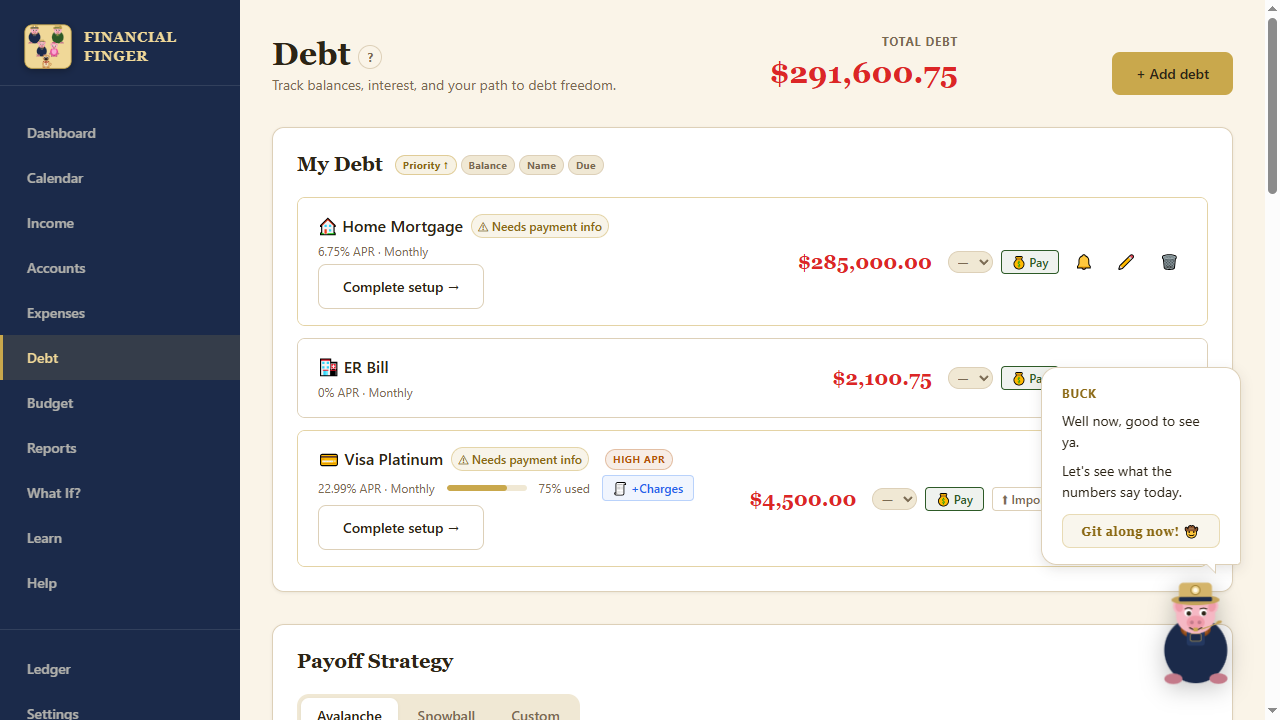 FINANCIAL
FINGER
Dashboard
Calendar
Income
Accounts
Expenses
Debt
Budget
Reports
What If?
Learn
Help
Ledger
Settings
Debt ?
Track balances, interest, and your path to debt freedom.
TOTAL DEBT
$291,600.75
+ Add debt
My Debt Priority ↑ Balance Name Due
Home Mortgage ⚠ Needs payment info
6.75% APR · Monthly
Complete setup →
$285,000.00 — Pay
ER Bill
0% APR · Monthly
$2,100.75 — Pa
Visa Platinum ⚠ Needs payment info HIGH APR
22.99% APR · Monthly 75% used +Charges
Complete setup →
$4,500.00 — Pay ⬆ Impo
BUCK
Well now, good to see
ya.
Let's see what the
numbers say today.
Git along now! 🤠
Payoff Strategy
Avalanche Snowball Custom